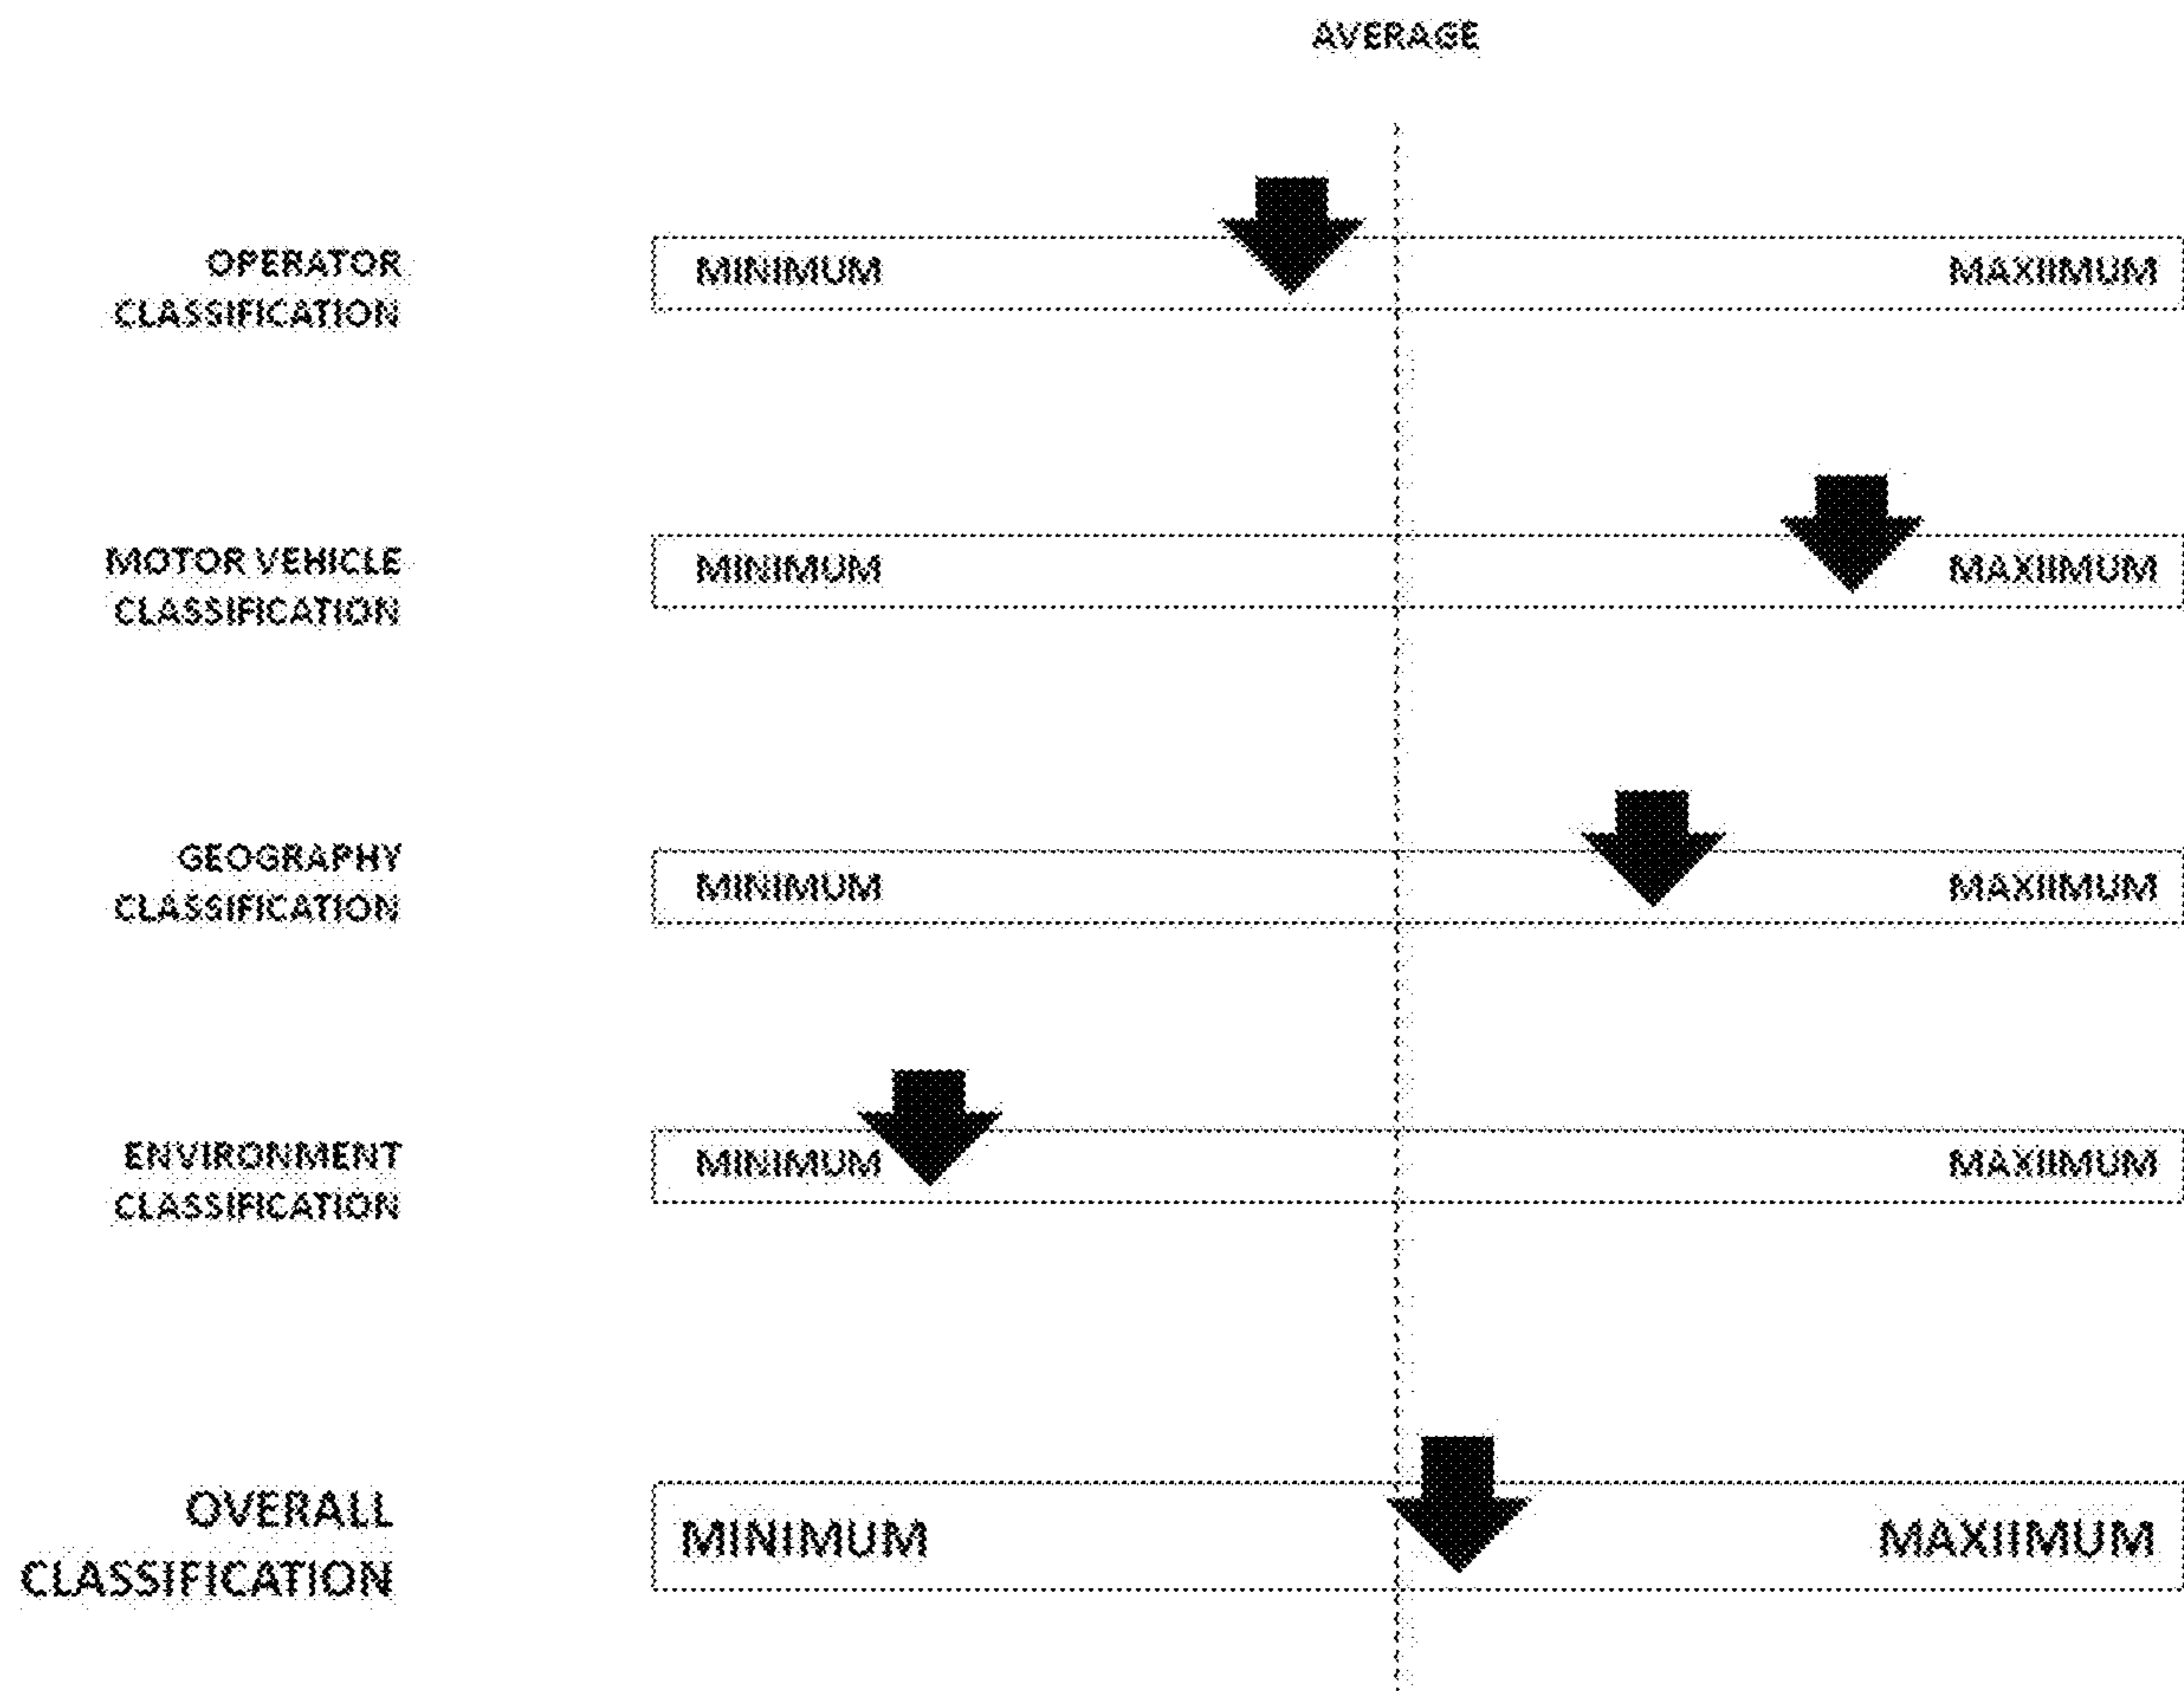 AVERAGE
OPERATOR
CLASSIFICATION
MINIMUM
MAXIIMUM
MOTOR VEHICLE
CLASSIFICATION
MINIMUM
MAXIIMUM
GEOGRAPHY
CLASSIFICATION
MINIMUM
MAXIIMUM
ENVIRONMENT
CLASSIFICATION
MINIMUM
MAXIIMUM
OVERALL
CLASSIFICATION
MINIMUM
MAXIIMUM